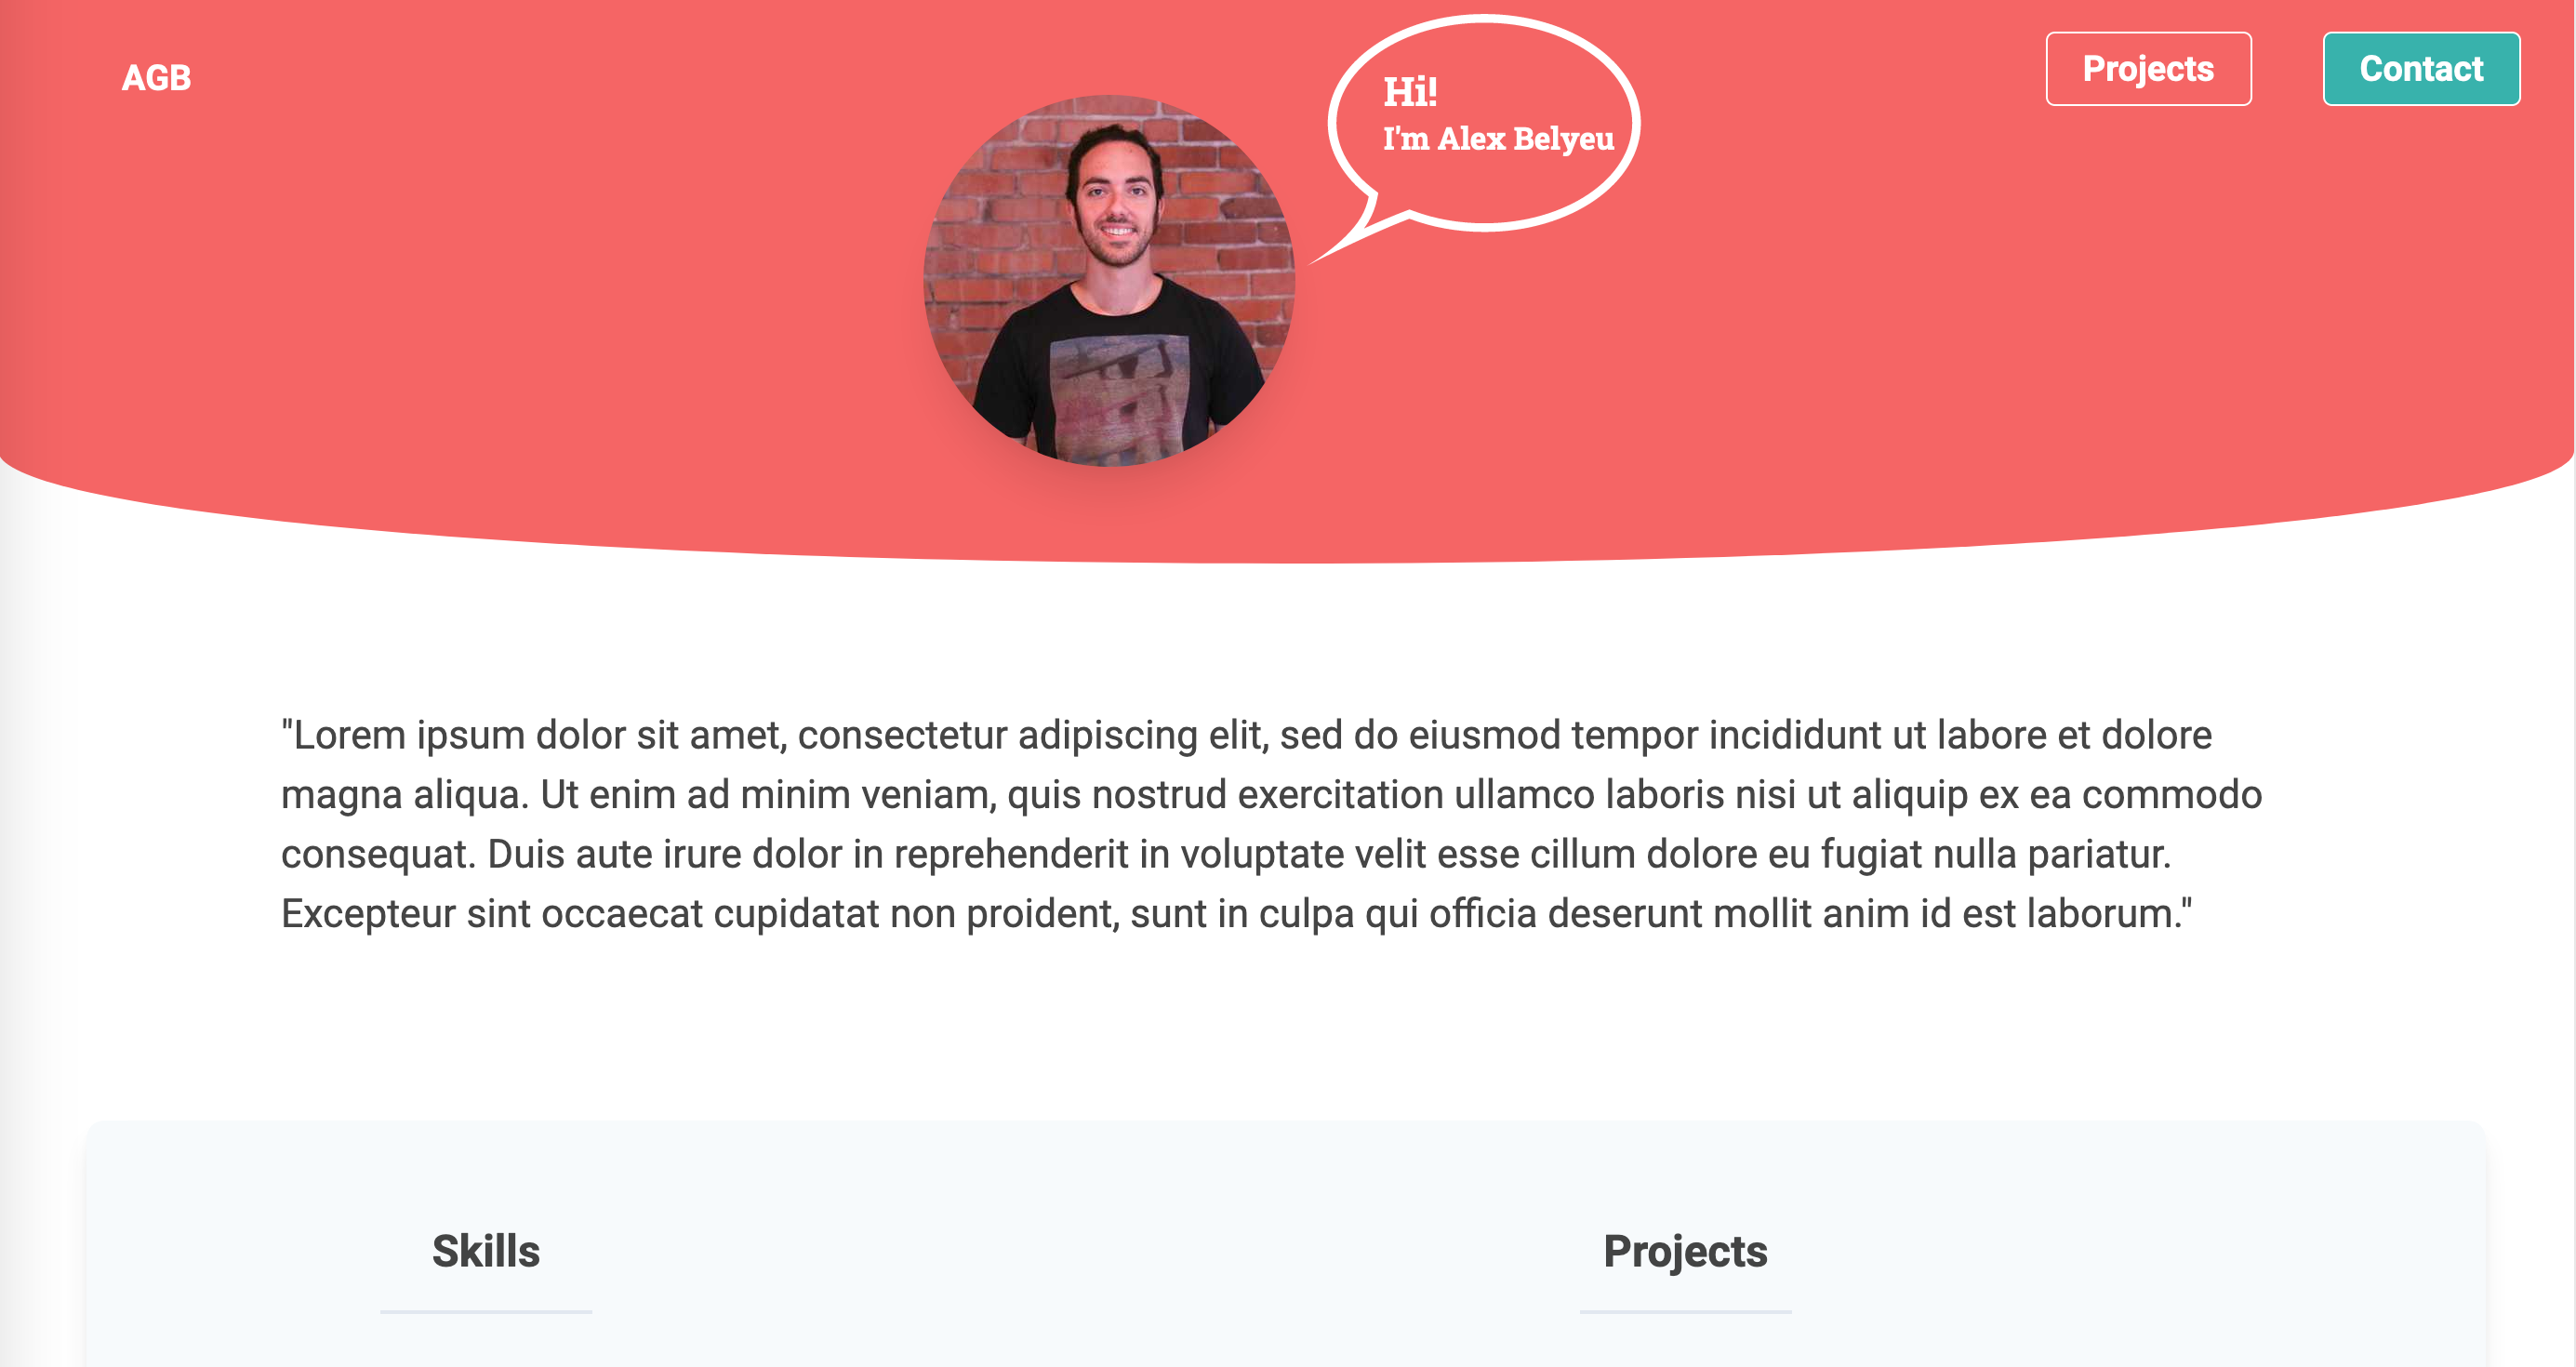 AGB
Hi!
I'm Alex Belyeu
Projects
Contact
"Lorem ipsum dolor sit amet, consectetur adipiscing elit, sed do eiusmod tempor incididunt ut labore et dolore
magna aliqua. Ut enim ad minim veniam, quis nostrud exercitation ullamco laboris nisi ut aliquip ex ea commodo
consequat. Duis aute irure dolor in reprehenderit in voluptate velit esse cillum dolore eu fugiat nulla pariatur.
Excepteur sint occaecat cupidatat non proident, sunt in culpa qui officia deserunt mollit anim id est laborum."
Skills
Projects